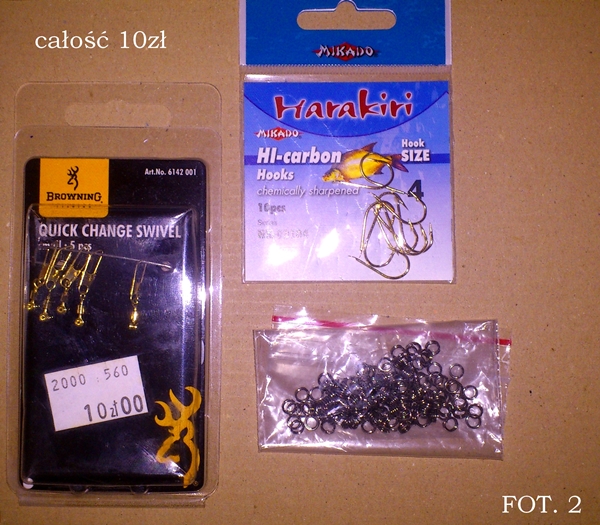 całość 10zł
MIKADO
Harakiri
MIKADO
HI-carbon
Hooks
chemically sharpened
10 pcs
Hook
SIZE
4
Art.No. 6142 001
BROWNING
QUICK CHANGE SWIVEL
small : 5 pcs
2000 560
10zł00
FOT. 2